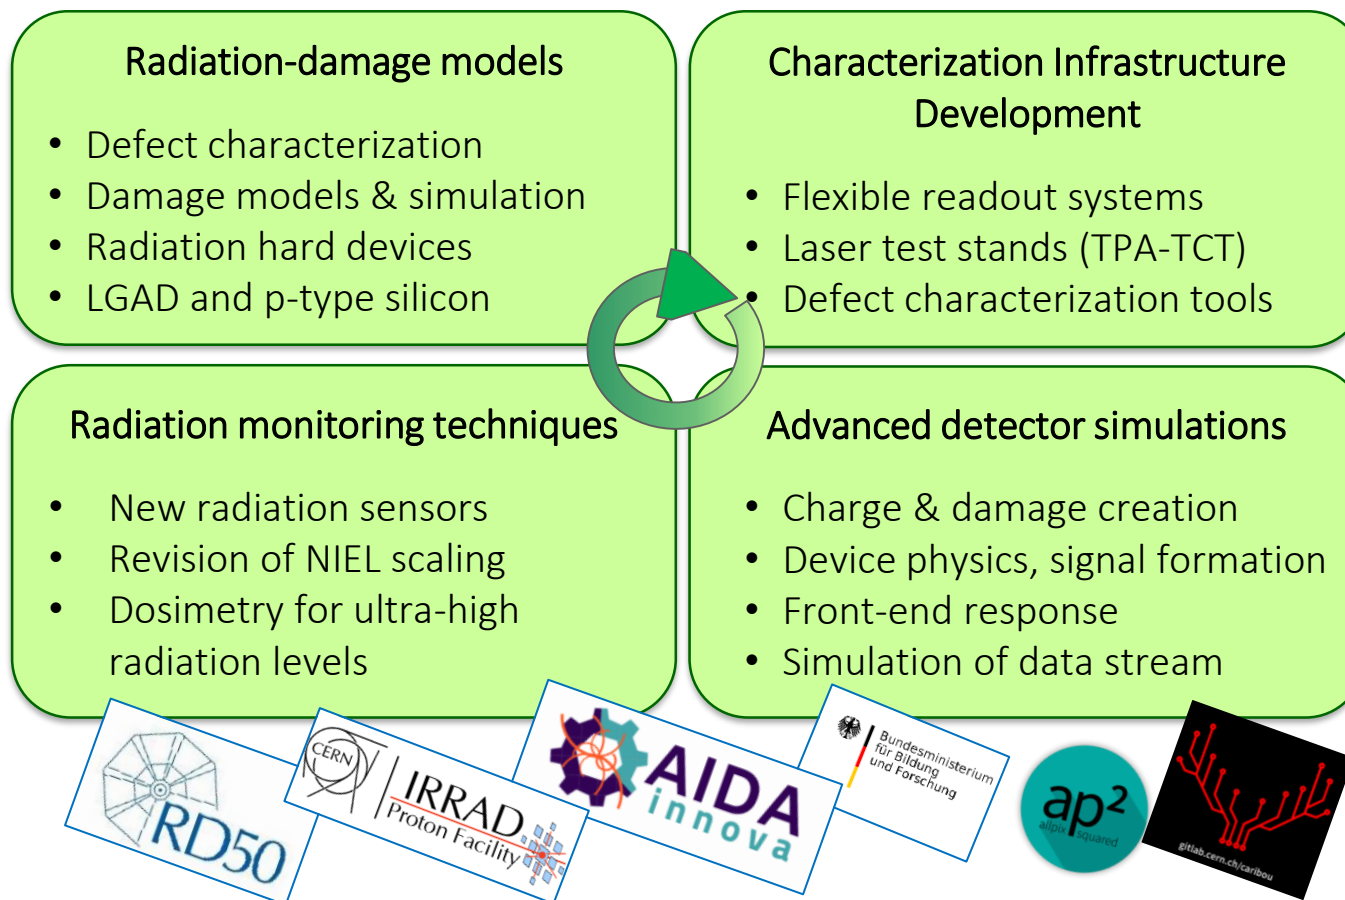 Radiation-damage models
• Defect characterization
• Damage models & simulation
• Radiation hard devices
• LGAD and p-type silicon
Characterization Infrastructure
Development
• Flexible readout systems
• Laser test stands (TPA-TCT)
• Defect characterization tools
Radiation monitoring techniques
• New radiation sensors
• Revision of NIEL scaling
• Dosimetry for ultra-high
radiation levels
Advanced detector simulations
• Charge & damage creation
• Device physics, signal formation
• Front-end response
• Simulation of data stream
RD50
CERN
IRRAD
Proton Facility
AIDA
innova
Bundesministerium
für Bildung
und Forschung
ap²
allpix squared
gitlab.cern.ch/caribou